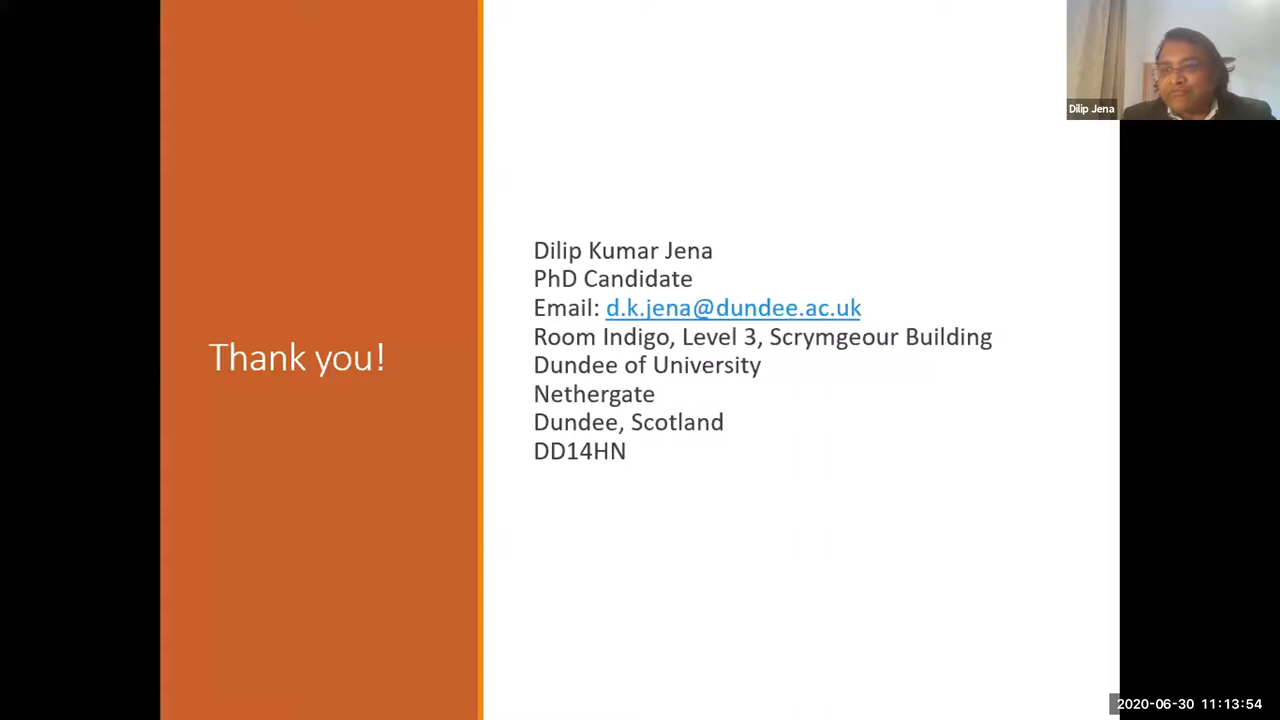 Dilip Jena
Thank you!
Dilip Kumar Jena
PhD Candidate
Email: d.k.jena@dundee.ac.uk
Room Indigo, Level 3, Scrymgeour Building
Dundee of University
Nethergate
Dundee, Scotland
DD14HN
2020-06-30 11:13:54